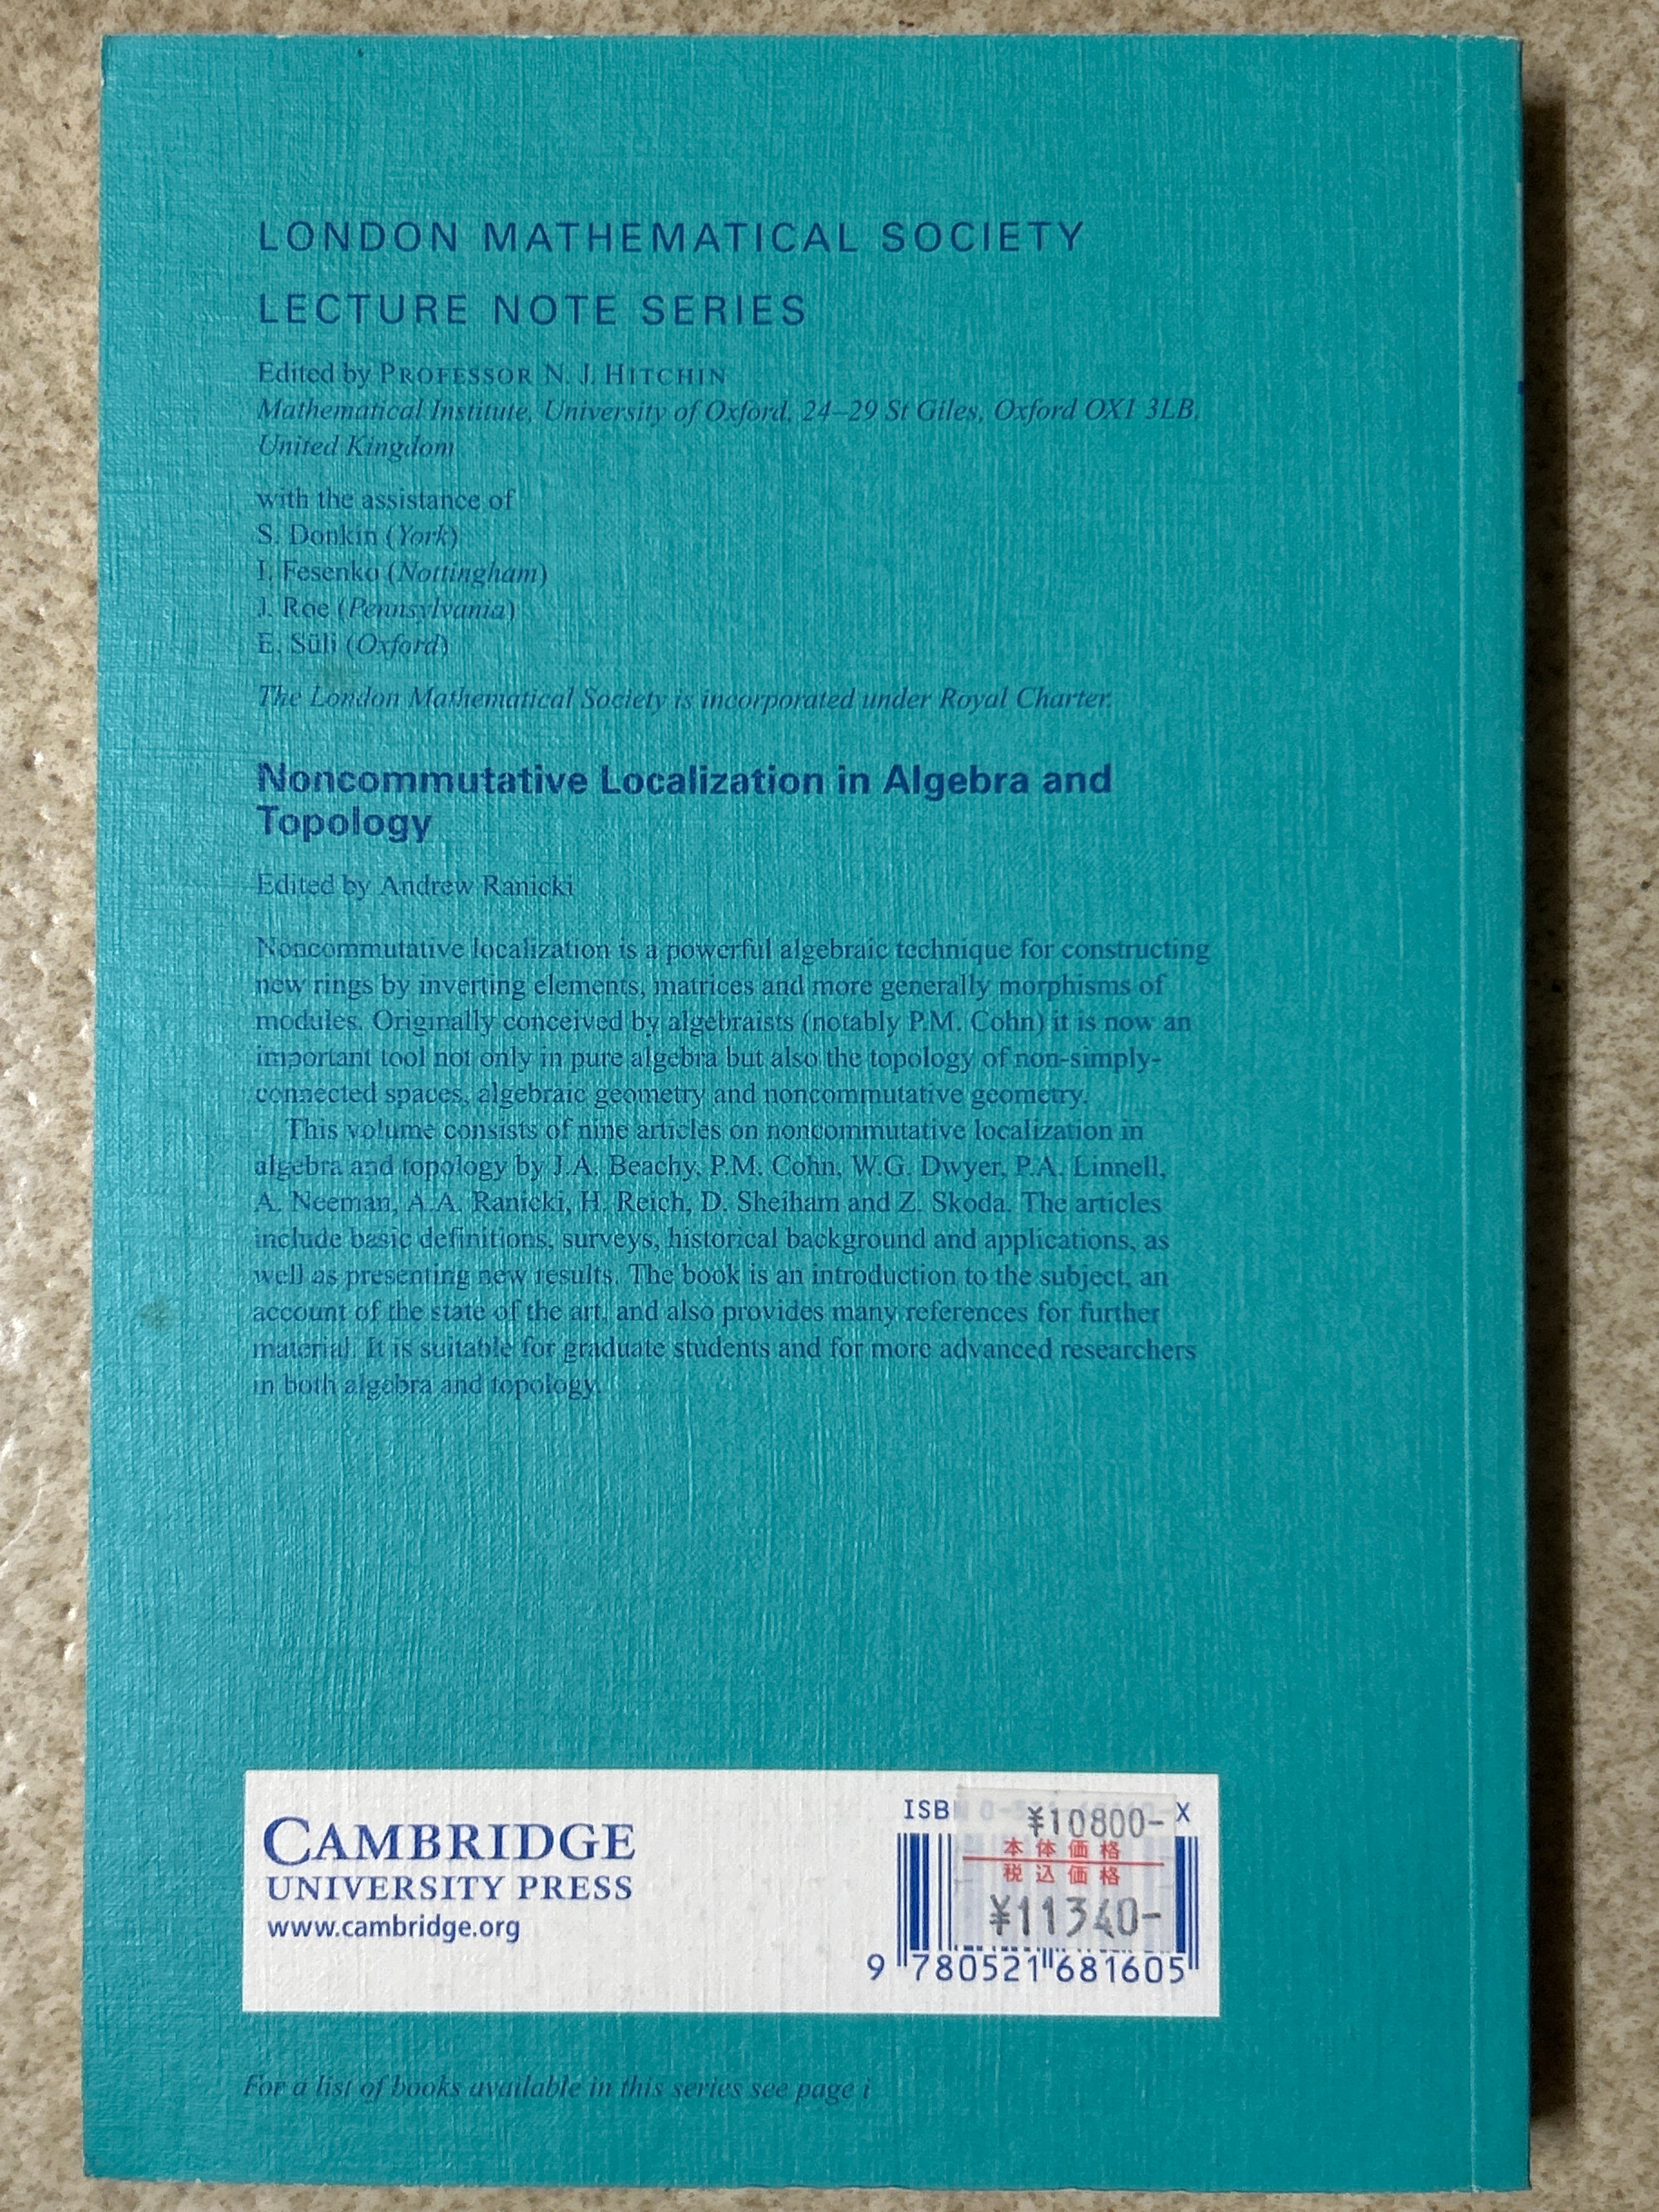 LONDON MATHEMATICAL SOCIETY
LECTURE NOTE SERIES
Edited by PROFESSOR N. J. HITCHIN
Mathematical Institute, University of Oxford, 24–29 St Giles, Oxford OX1 3LB,
United Kingdom
with the assistance of
S. Donkin (York)
I. Fesenko (Nottingham)
J. Roe (Pennsylvania)
E. Süli (Oxford)
The London Mathematical Society is incorporated under Royal Charter.
Noncommutative Localization in Algebra and
Topology
Edited by Andrew Ranicki
Noncommutative localization is a powerful algebraic technique for constructing
new rings by inverting elements, matrices and more generally morphisms of
modules. Originally conceived by algebraists (notably P.M. Cohn) it is now an
important tool not only in pure algebra but also the topology of non-simply-
connected spaces, algebraic geometry and noncommutative geometry.
This volume consists of nine articles on noncommutative localization in
algebra and topology by J.A. Beachy, P.M. Cohn, W.G. Dwyer, P.A. Linnell,
A. Neeman, A.A. Ranicki, H. Reich, D. Sheiham and Z. Skoda. The articles
include basic definitions, surveys, historical background and applications, as
well as presenting new results. The book is an introduction to the subject, an
account of the state of the art, and also provides many references for further
material. It is suitable for graduate students and for more advanced researchers
in both algebra and topology.
CAMBRIDGE
UNIVERSITY PRESS
www.cambridge.org
ISBN X
¥10800-
本体価格
税込価格
¥11340-
9 780521 681605
For a list of books available in this series see page i